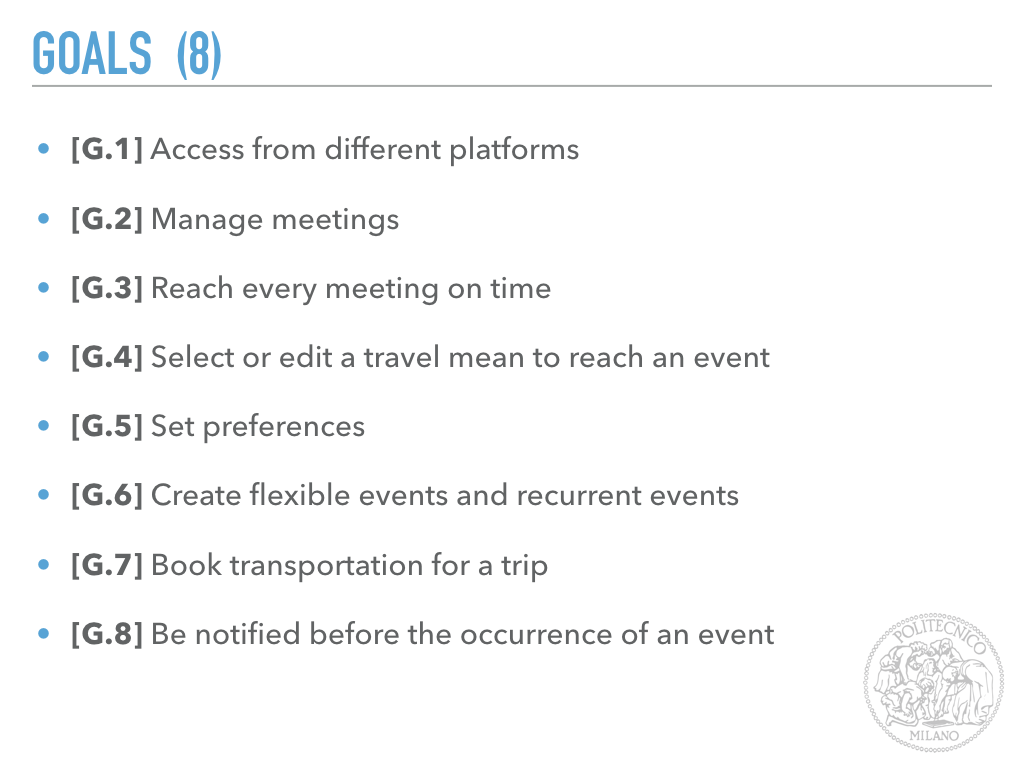 GOALS (8)
• [G.1] Access from different platforms
• [G.2] Manage meetings
• [G.3] Reach every meeting on time
• [G.4] Select or edit a travel mean to reach an event
• [G.5] Set preferences
• [G.6] Create flexible events and recurrent events
• [G.7] Book transportation for a trip
• [G.8] Be notified before the occurrence of an event
POLITECNICO
MILANO